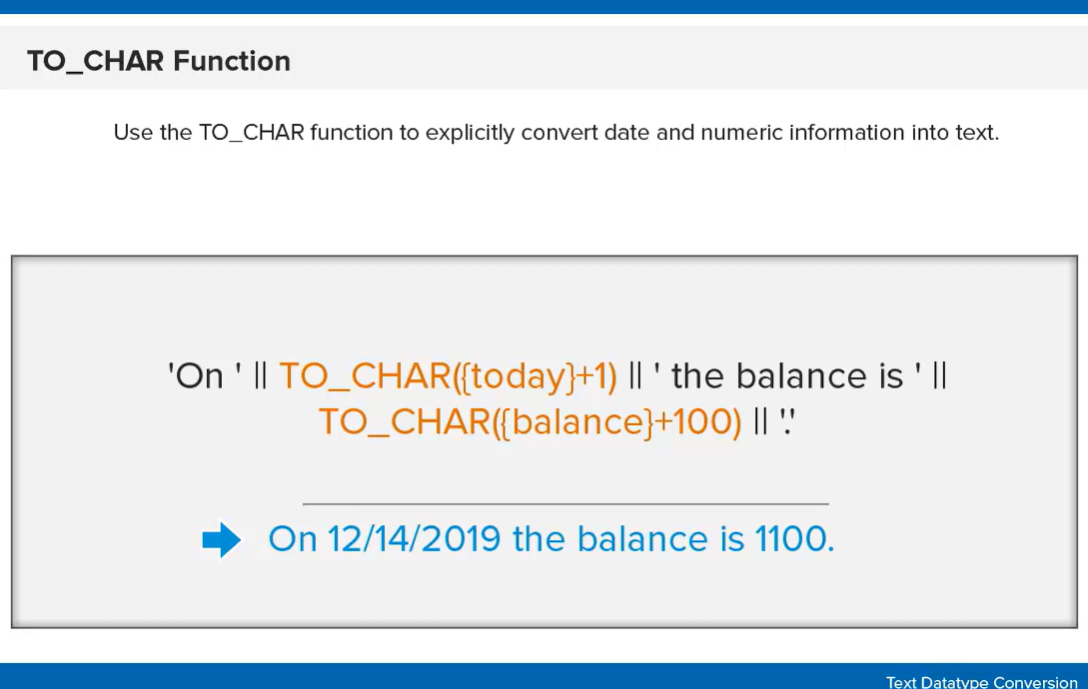 TO_CHAR Function
Use the TO_CHAR function to explicitly convert date and numeric information into text.
'On ' || TO_CHAR({today}+1) || ' the balance is ' ||
TO_CHAR({balance}+100) || '.'
On 12/14/2019 the balance is 1100.
Text Datatype Conversion